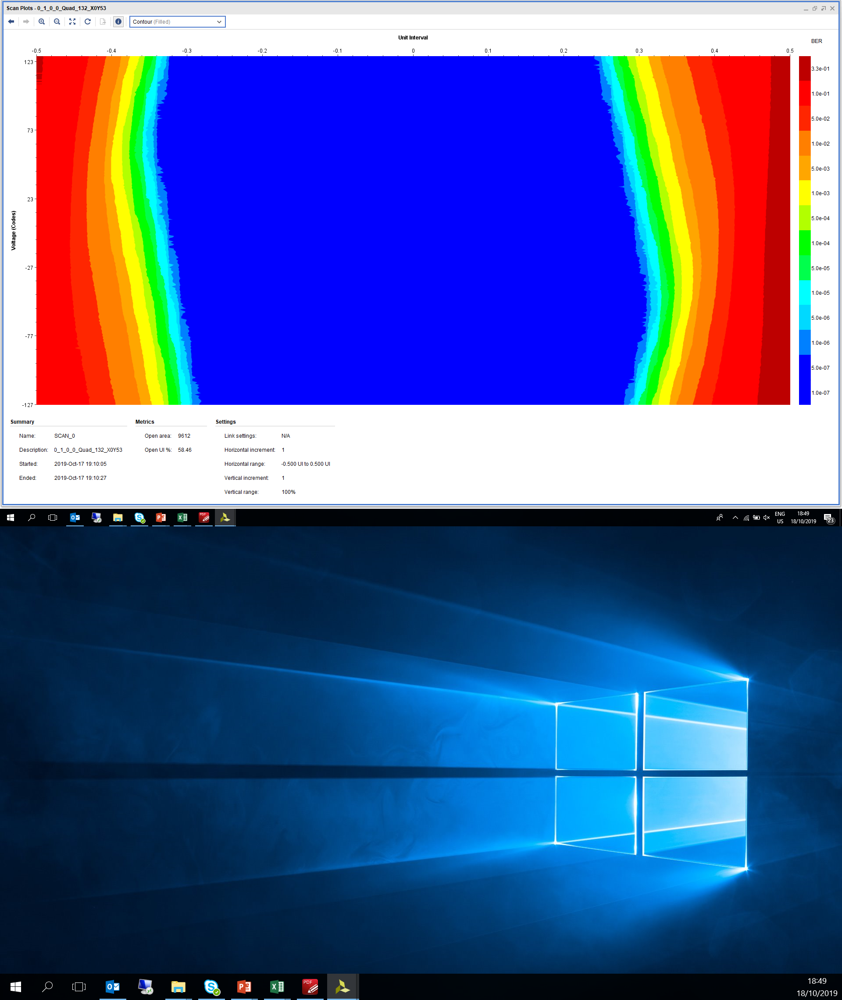 Scan Plots - 0_1_0_0_Quad_132_X0Y53
Contour (Filled)
Unit Interval
BER
-0.5 -0.4 -0.3 -0.2 -0.1 0 0.1 0.2 0.3 0.4 0.5
123
73
23
-27
-77
-127
Voltage (Codes)
3.3e-01
1.0e-01
5.0e-02
1.0e-02
5.0e-03
1.0e-03
5.0e-04
1.0e-04
5.0e-05
1.0e-05
5.0e-06
1.0e-06
5.0e-07
1.0e-07
Summary
Name: SCAN_0
Description: 0_1_0_0_Quad_132_X0Y53
Started: 2019-Oct-17 19:10:05
Ended: 2019-Oct-17 19:10:27
Metrics
Open area: 9612
Open UI %: 58.46
Settings
Link settings: N/A
Horizontal increment: 1
Horizontal range: -0.500 UI to 0.500 UI
Vertical increment: 1
Vertical range: 100%
ENG
US
18:49
18/10/2019
23
PDF
18:49
18/10/2019